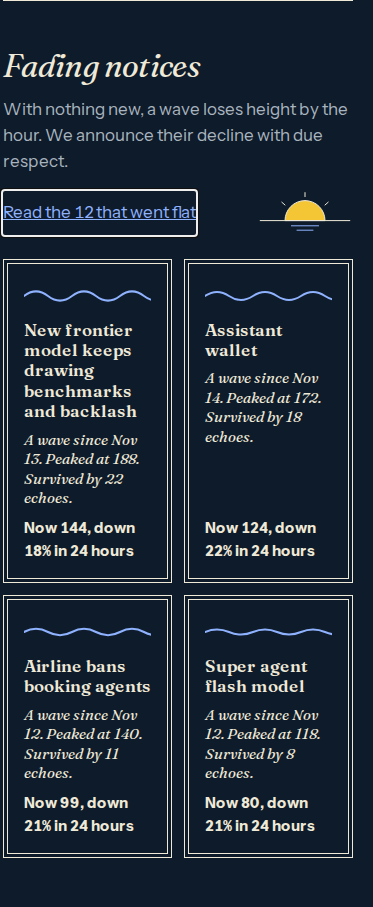 Fading notices
With nothing new, a wave loses height by the
hour. We announce their decline with due
respect.
Read the 12 that went flat
New frontier
model keeps
drawing
benchmarks
and backlash
A wave since Nov
13. Peaked at 188.
Survived by 22
echoes.
Now 144, down
18% in 24 hours
Assistant
wallet
A wave since Nov
14. Peaked at 172.
Survived by 18
echoes.
Now 124, down
22% in 24 hours
Airline bans
booking agents
A wave since Nov
12. Peaked at 140.
Survived by 11
echoes.
Now 99, down
21% in 24 hours
Super agent
flash model
A wave since Nov
12. Peaked at 118.
Survived by 8
echoes.
Now 80, down
21% in 24 hours